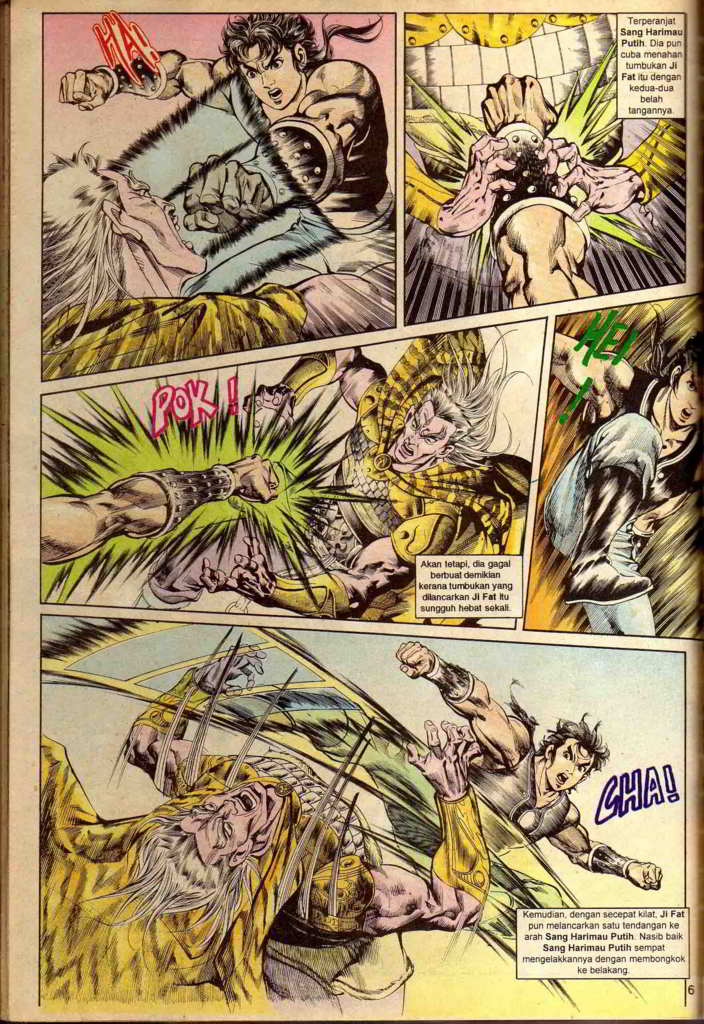 HA!
Terperanjat
Sang Harimau
Putih. Dia pun
cuba menahan
tumbukan Ji
Fat itu dengan
kedua-dua
belah
tangannya.
POK!
Akan tetapi, dia gagal
berbuat demikian
kerana tumbukan yang
dilancarkan Ji Fat itu
sungguh hebat sekali.
HEI!
CHA!
Kemudian, dengan secepat kilat, Ji Fat
pun melancarkan satu tendangan ke
arah Sang Harimau Putih. Nasib baik
Sang Harimau Putih sempat
mengelakkannya dengan membongkok
ke belakang.
6